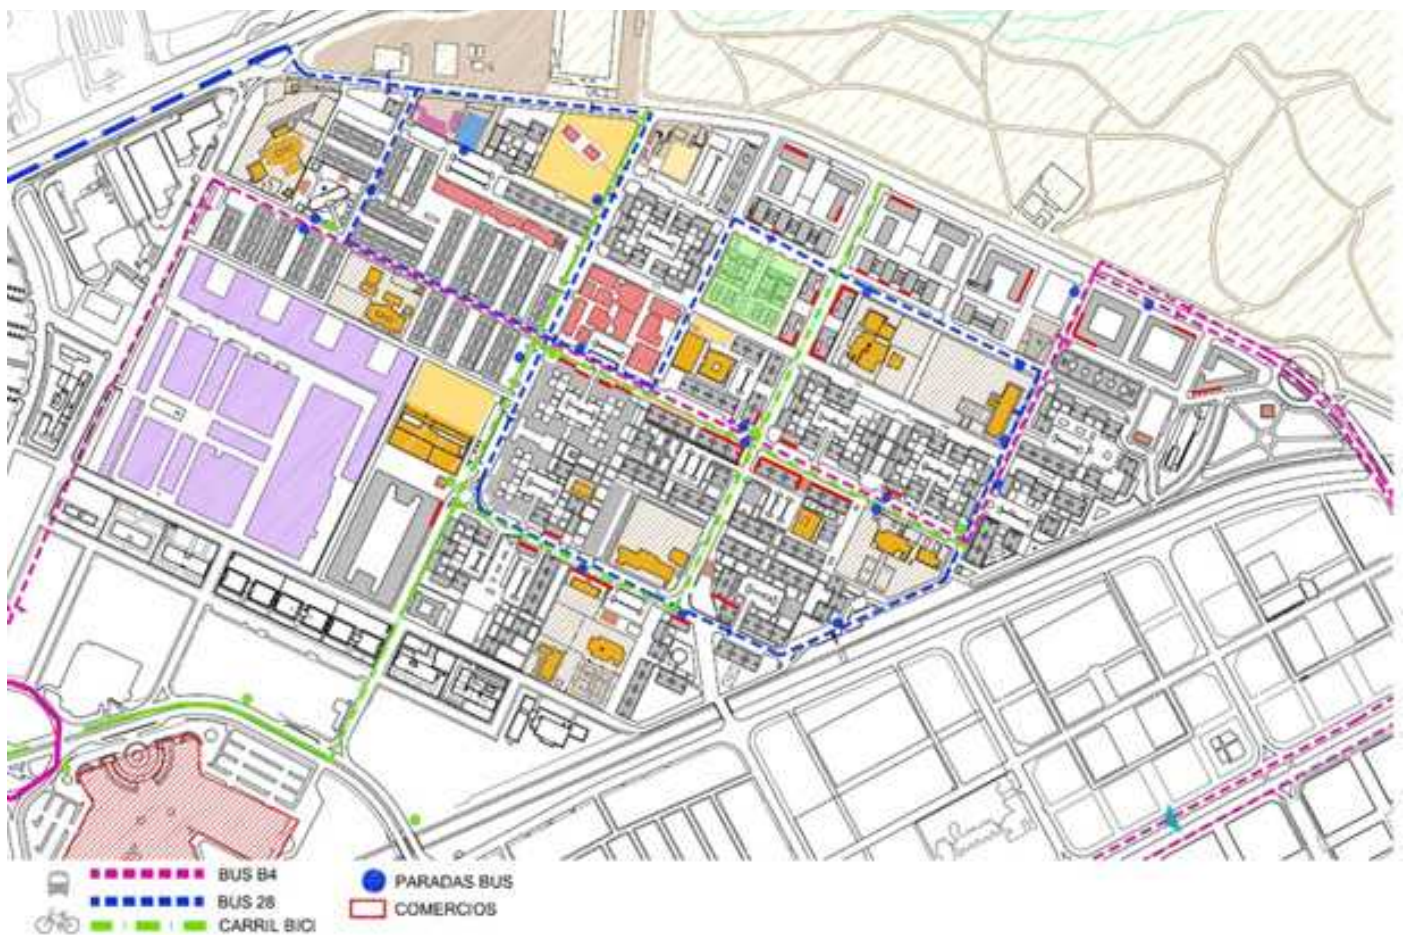 BUS B4
BUS 28
CARRIL BICI
PARADAS BUS
COMERCIOS